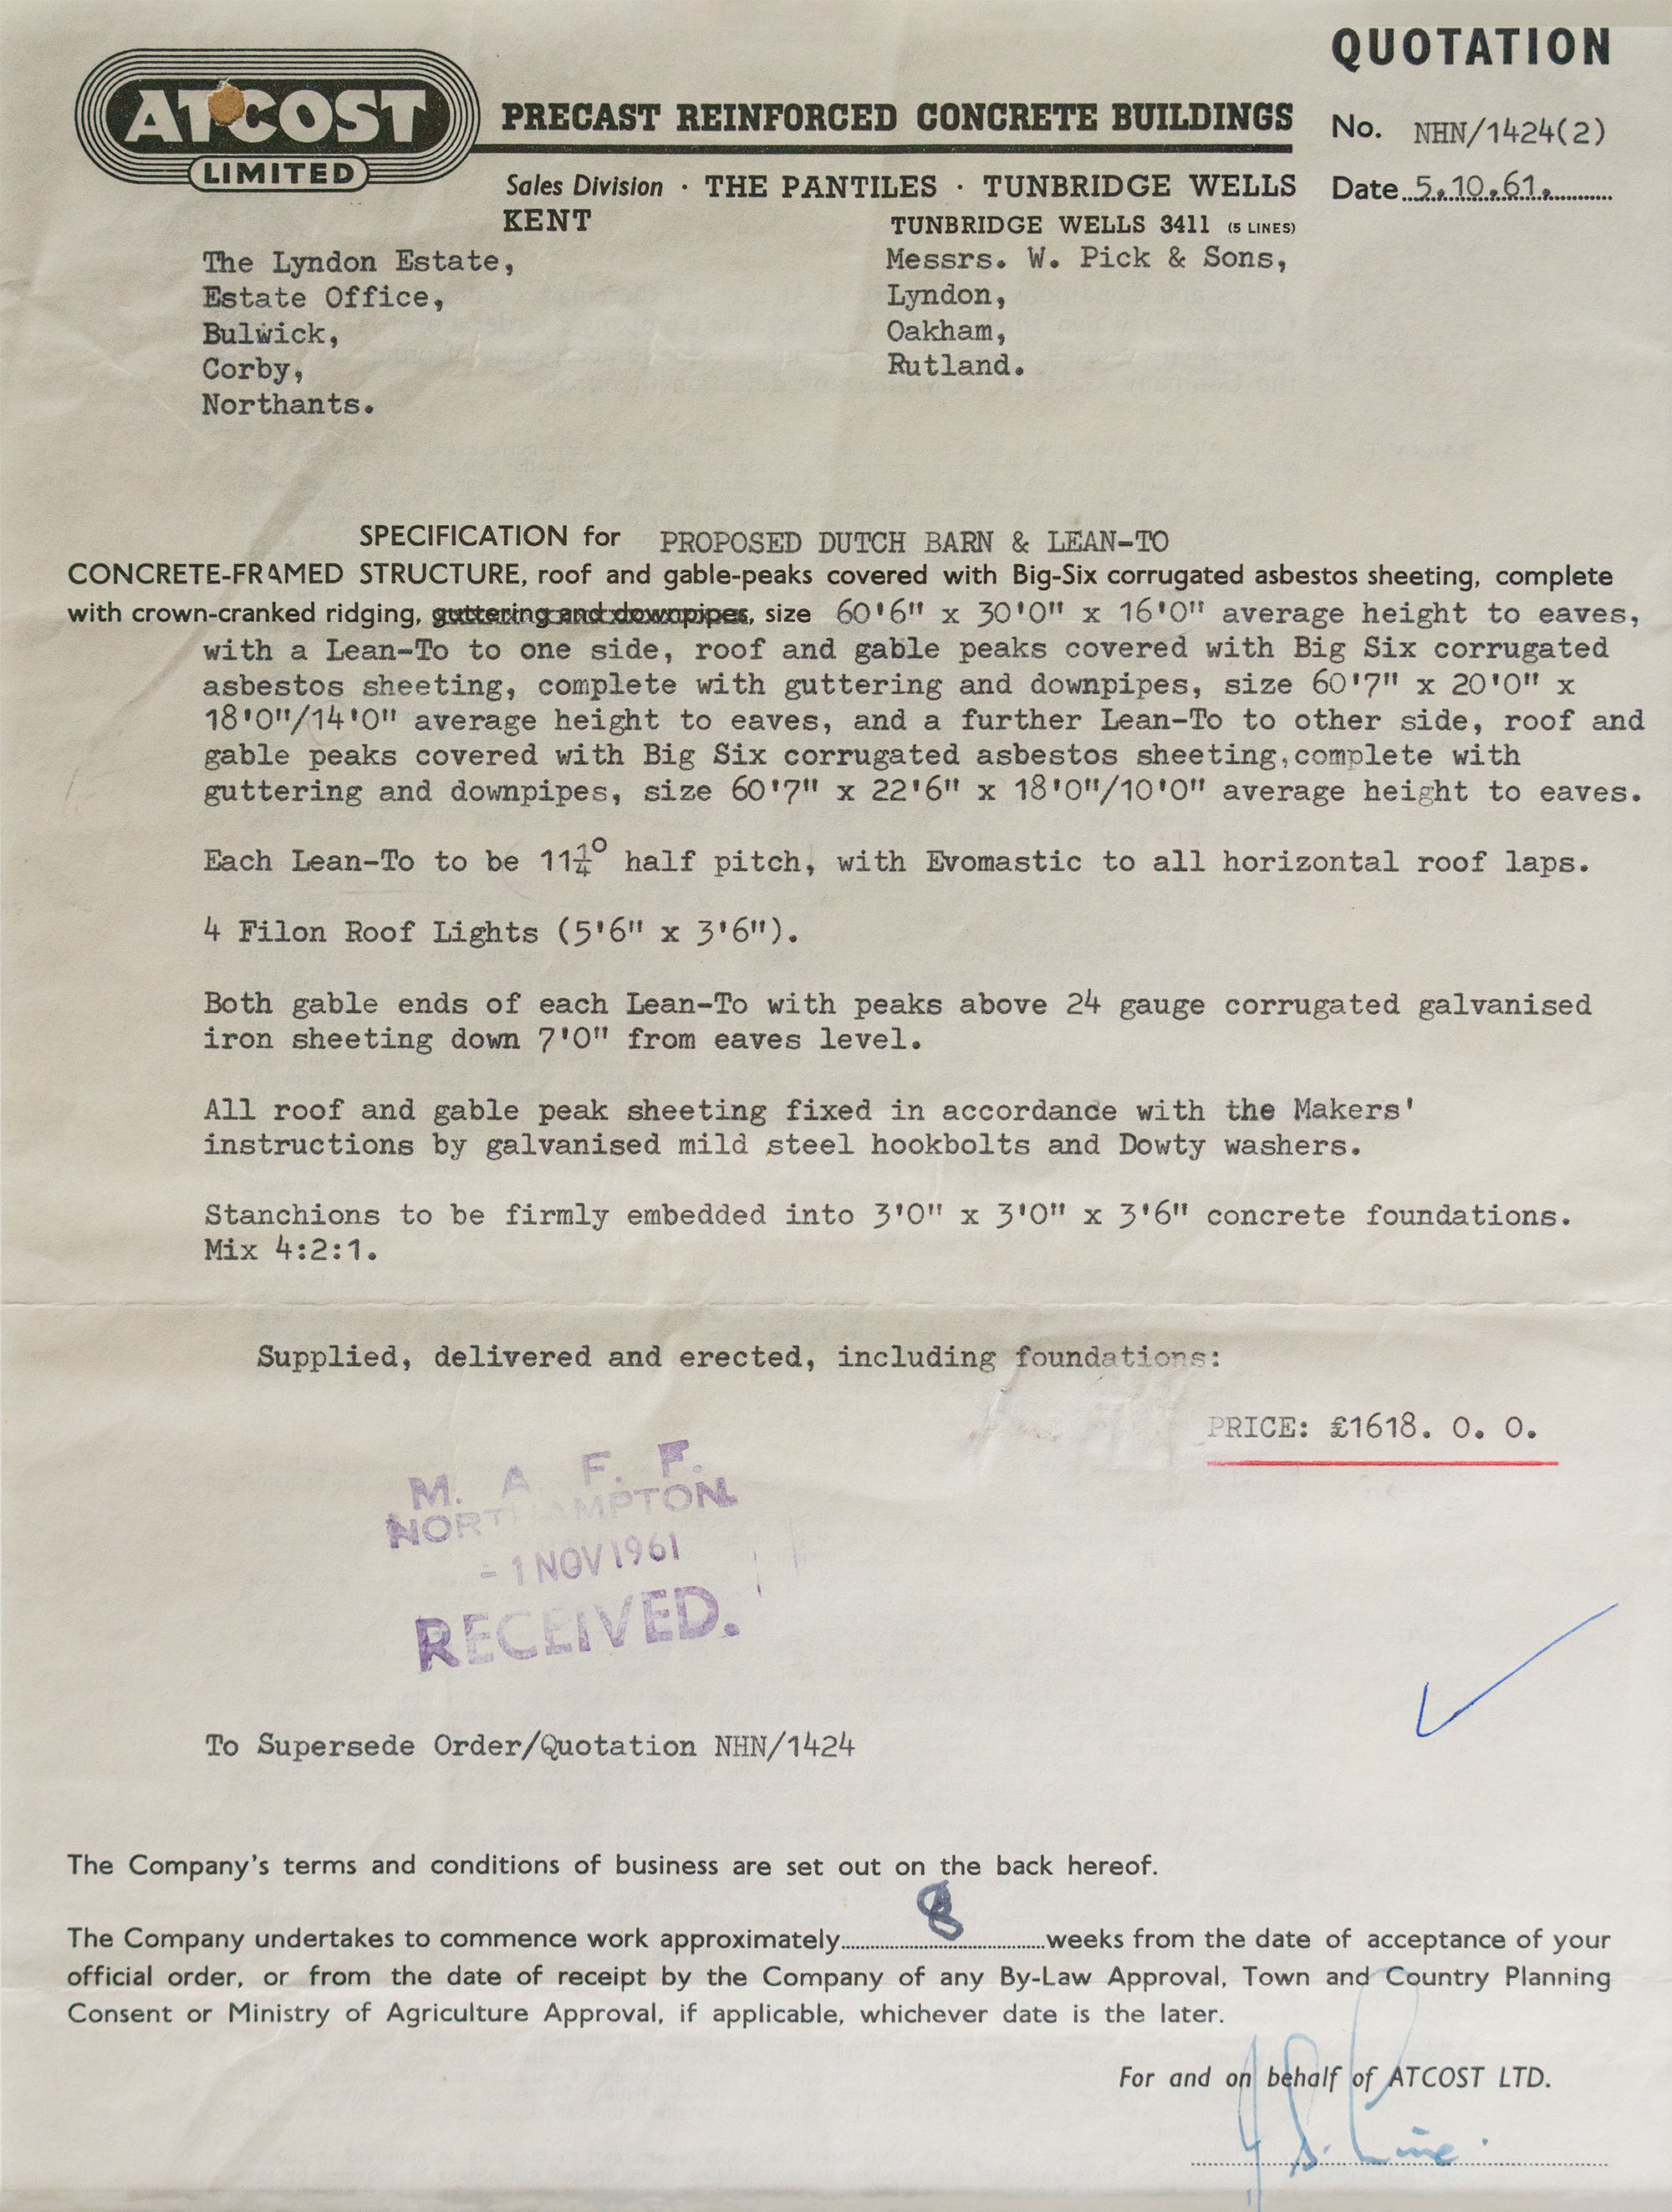 QUOTATION
ATCOST
LIMITED
PRECAST REINFORCED CONCRETE BUILDINGS
No. NHN/1424(2)
Sales Division · THE PANTILES · TUNBRIDGE WELLS
Date 5.10.61.
KENT
TUNBRIDGE WELLS 3411 (5 LINES)
The Lyndon Estate,
Estate Office,
Bulwick,
Corby,
Northants.
Messrs. W. Pick & Sons,
Lyndon,
Oakham,
Rutland.
SPECIFICATION for PROPOSED DUTCH BARN & LEAN-TO
CONCRETE-FRAMED STRUCTURE, roof and gable-peaks covered with Big-Six corrugated asbestos sheeting, complete
with crown-cranked ridging, guttering and downpipes, size 60'6" x 30'0" x 16'0" average height to eaves,
with a Lean-To to one side, roof and gable peaks covered with Big Six corrugated
asbestos sheeting, complete with guttering and downpipes, size 60'7" x 20'0" x
18'0"/14'0" average height to eaves, and a further Lean-To to other side, roof and
gable peaks covered with Big Six corrugated asbestos sheeting,complete with
guttering and downpipes, size 60'7" x 22'6" x 18'0"/10'0" average height to eaves.
Each Lean-To to be 11¼° half pitch, with Evomastic to all horizontal roof laps.
4 Filon Roof Lights (5'6" x 3'6").
Both gable ends of each Lean-To with peaks above 24 gauge corrugated galvanised
iron sheeting down 7'0" from eaves level.
All roof and gable peak sheeting fixed in accordance with the Makers'
instructions by galvanised mild steel hookbolts and Dowty washers.
Stanchions to be firmly embedded into 3'0" x 3'0" x 3'6" concrete foundations.
Mix 4:2:1.
Supplied, delivered and erected, including foundations:
PRICE: £1618. 0. 0.
M. A. F. F.
NORTHAMPTON.
- 1 NOV 1961
RECEIVED.
To Supersede Order/Quotation NHN/1424
The Company's terms and conditions of business are set out on the back hereof.
The Company undertakes to commence work approximately 8 weeks from the date of acceptance of your
official order, or from the date of receipt by the Company of any By-Law Approval, Town and Country Planning
Consent or Ministry of Agriculture Approval, if applicable, whichever date is the later.
For and on behalf of ATCOST LTD.